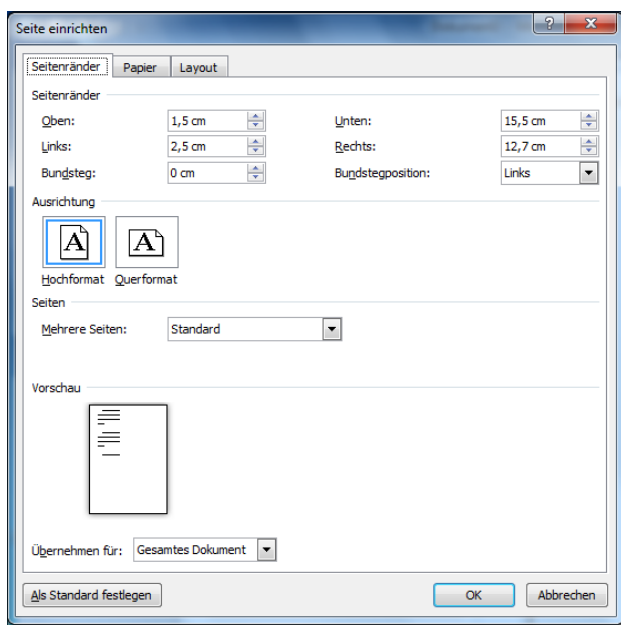 Seite einrichten
Seitenränder Papier Layout
Seitenränder
Oben: 1,5 cm Unten: 15,5 cm
Links: 2,5 cm Rechts: 12,7 cm
Bundsteg: 0 cm Bundstegposition: Links
Ausrichtung
A A
Hochformat Querformat
Seiten
Mehrere Seiten: Standard
Vorschau
Übernehmen für: Gesamtes Dokument
Als Standard festlegen OK Abbrechen